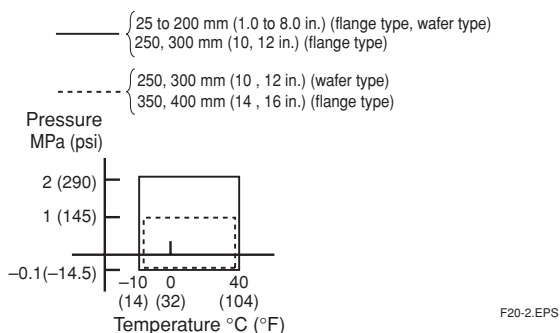 25 to 200 mm (1.0 to 8.0 in.) (flange type, wafer type)
250, 300 mm (10, 12 in.) (flange type)
250, 300 mm (10 , 12 in.) (wafer type)
350, 400 mm (14 , 16 in.) (flange type)
Pressure
MPa (psi)
2 (290)
1 (145)
–0.1(–14.5)
–10 0 40
(14) (32) (104)
Temperature °C (°F)
F20-2.EPS